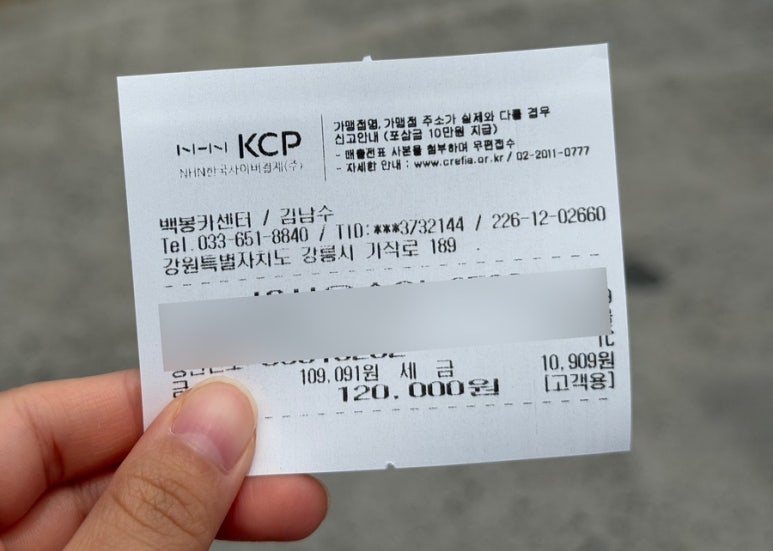 NHN KCP
NHN한국사이버결제(주)
가맹점명, 가맹점 주소가 실제와 다를 경우
신고안내 (포상금 10만원 지급)
- 매출전표 사본을 첨부하며 우편접수
- 자세한 안내 : www.crefia.or.kr / 02-2011-0777
백봉카센터 / 김남수
Tel.033-651-8840 / TID:***3732144 / 226-12-02660
강원특별자치도 강릉시 가작로 189
109,091원 세 금 10,909원
120,000원 [고객용]